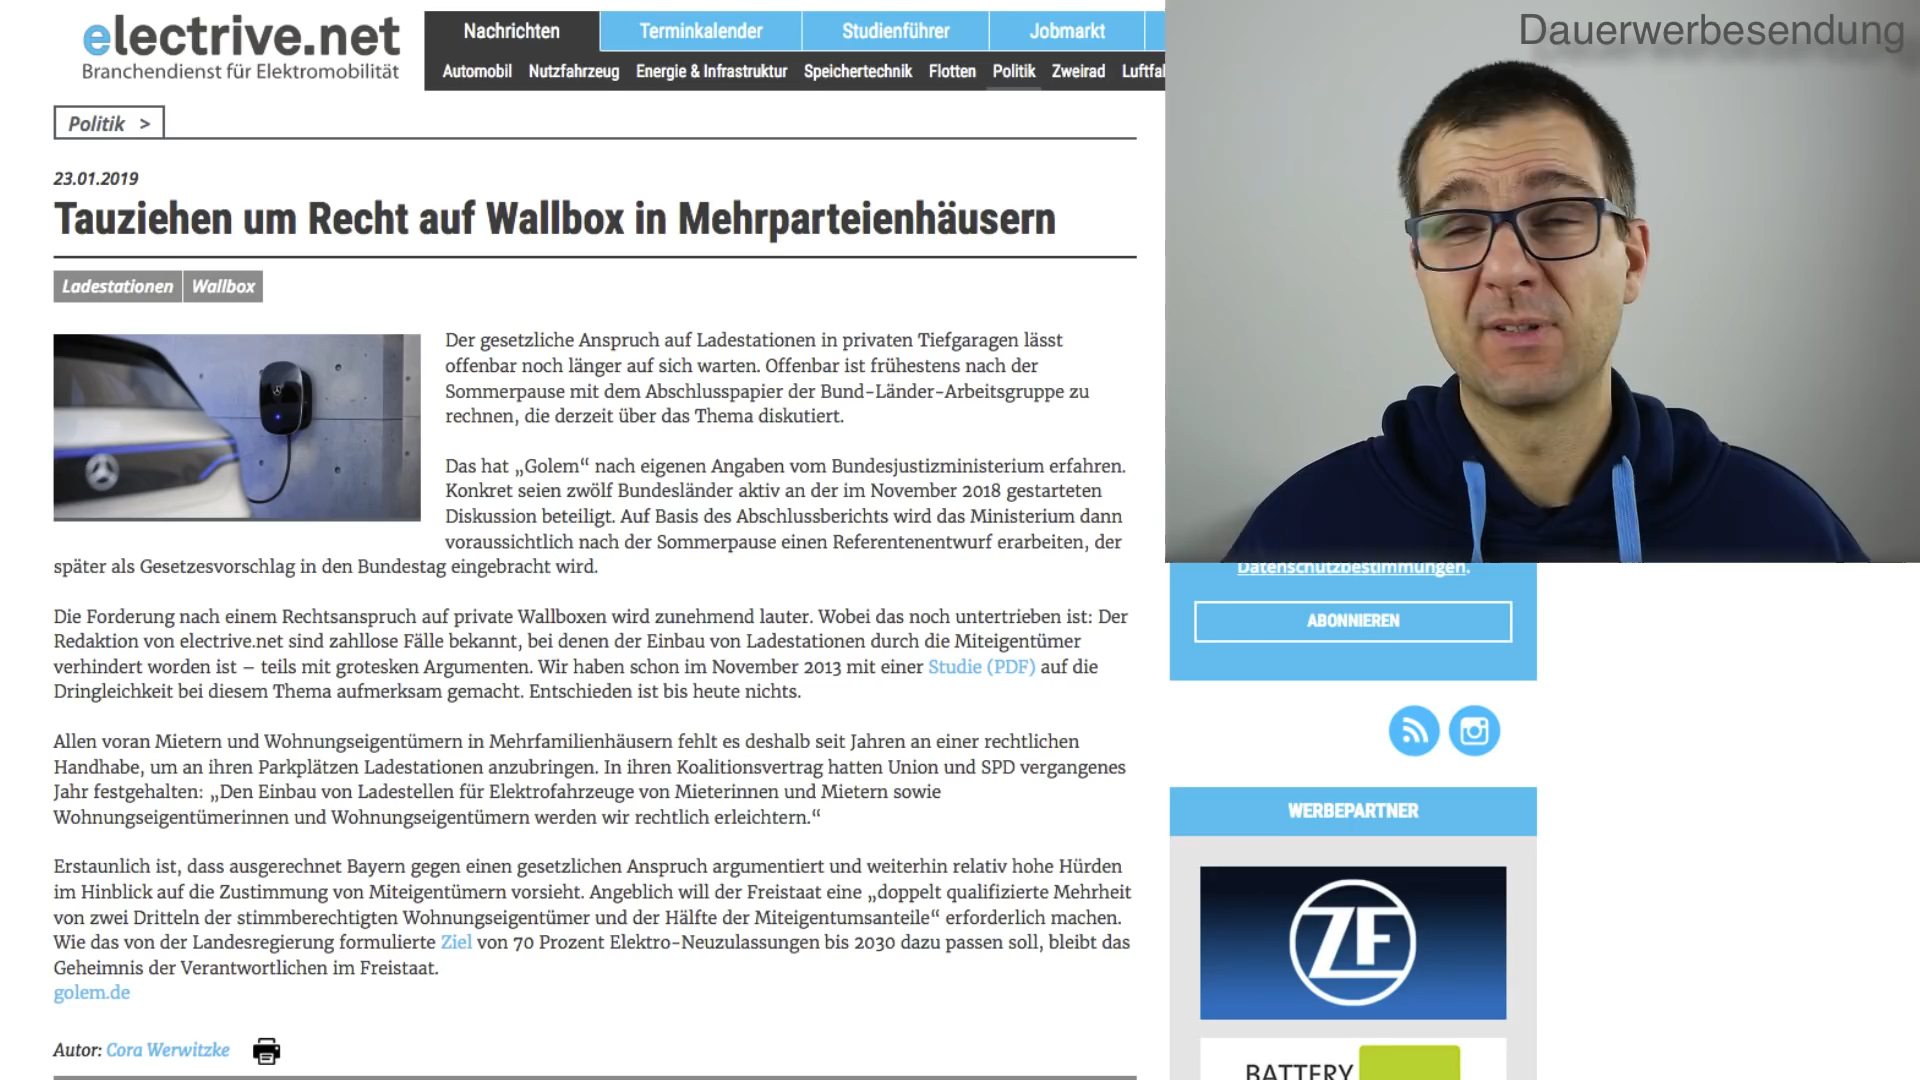 electrive.net
Branchendienst für Elektromobilität
Nachrichten
Terminkalender
Studienführer
Jobmarkt
Automobil Nutzfahrzeug Energie & Infrastruktur Speichertechnik Flotten Politik Zweirad Luftfa
Dauerwerbesendung
Politik >
23.01.2019
Tauziehen um Recht auf Wallbox in Mehrparteienhäusern
Ladestationen Wallbox
Der gesetzliche Anspruch auf Ladestationen in privaten Tiefgaragen lässt
offenbar noch länger auf sich warten. Offenbar ist frühestens nach der
Sommerpause mit dem Abschlusspapier der Bund-Länder-Arbeitsgruppe zu
rechnen, die derzeit über das Thema diskutiert.
Das hat „Golem“ nach eigenen Angaben vom Bundesjustizministerium erfahren.
Konkret seien zwölf Bundesländer aktiv an der im November 2018 gestarteten
Diskussion beteiligt. Auf Basis des Abschlussberichts wird das Ministerium dann
voraussichtlich nach der Sommerpause einen Referentenentwurf erarbeiten, der
später als Gesetzesvorschlag in den Bundestag eingebracht wird.
Die Forderung nach einem Rechtsanspruch auf private Wallboxen wird zunehmend lauter. Wobei das noch untertrieben ist: Der
Redaktion von electrive.net sind zahllose Fälle bekannt, bei denen der Einbau von Ladestationen durch die Miteigentümer
verhindert worden ist – teils mit grotesken Argumenten. Wir haben schon im November 2013 mit einer Studie (PDF) auf die
Dringlichkeit bei diesem Thema aufmerksam gemacht. Entschieden ist bis heute nichts.
Allen voran Mietern und Wohnungseigentümern in Mehrfamilienhäusern fehlt es deshalb seit Jahren an einer rechtlichen
Handhabe, um an ihren Parkplätzen Ladestationen anzubringen. In ihren Koalitionsvertrag hatten Union und SPD vergangenes
Jahr festgehalten: „Den Einbau von Ladestellen für Elektrofahrzeuge von Mieterinnen und Mietern sowie
Wohnungseigentümerinnen und Wohnungseigentümern werden wir rechtlich erleichtern.“
Erstaunlich ist, dass ausgerechnet Bayern gegen einen gesetzlichen Anspruch argumentiert und weiterhin relativ hohe Hürden
im Hinblick auf die Zustimmung von Miteigentümern vorsieht. Angeblich will der Freistaat eine „doppelt qualifizierte Mehrheit
von zwei Dritteln der stimmberechtigten Wohnungseigentümer und der Hälfte der Miteigentumsanteile“ erforderlich machen.
Wie das von der Landesregierung formulierte Ziel von 70 Prozent Elektro-Neuzulassungen bis 2030 dazu passen soll, bleibt das
Geheimnis der Verantwortlichen im Freistaat.
golem.de
Autor: Cora Werwitzke
Datenschutzbestimmungen.
ABONNIEREN
WERBEPARTNER
ZF
BATTERY